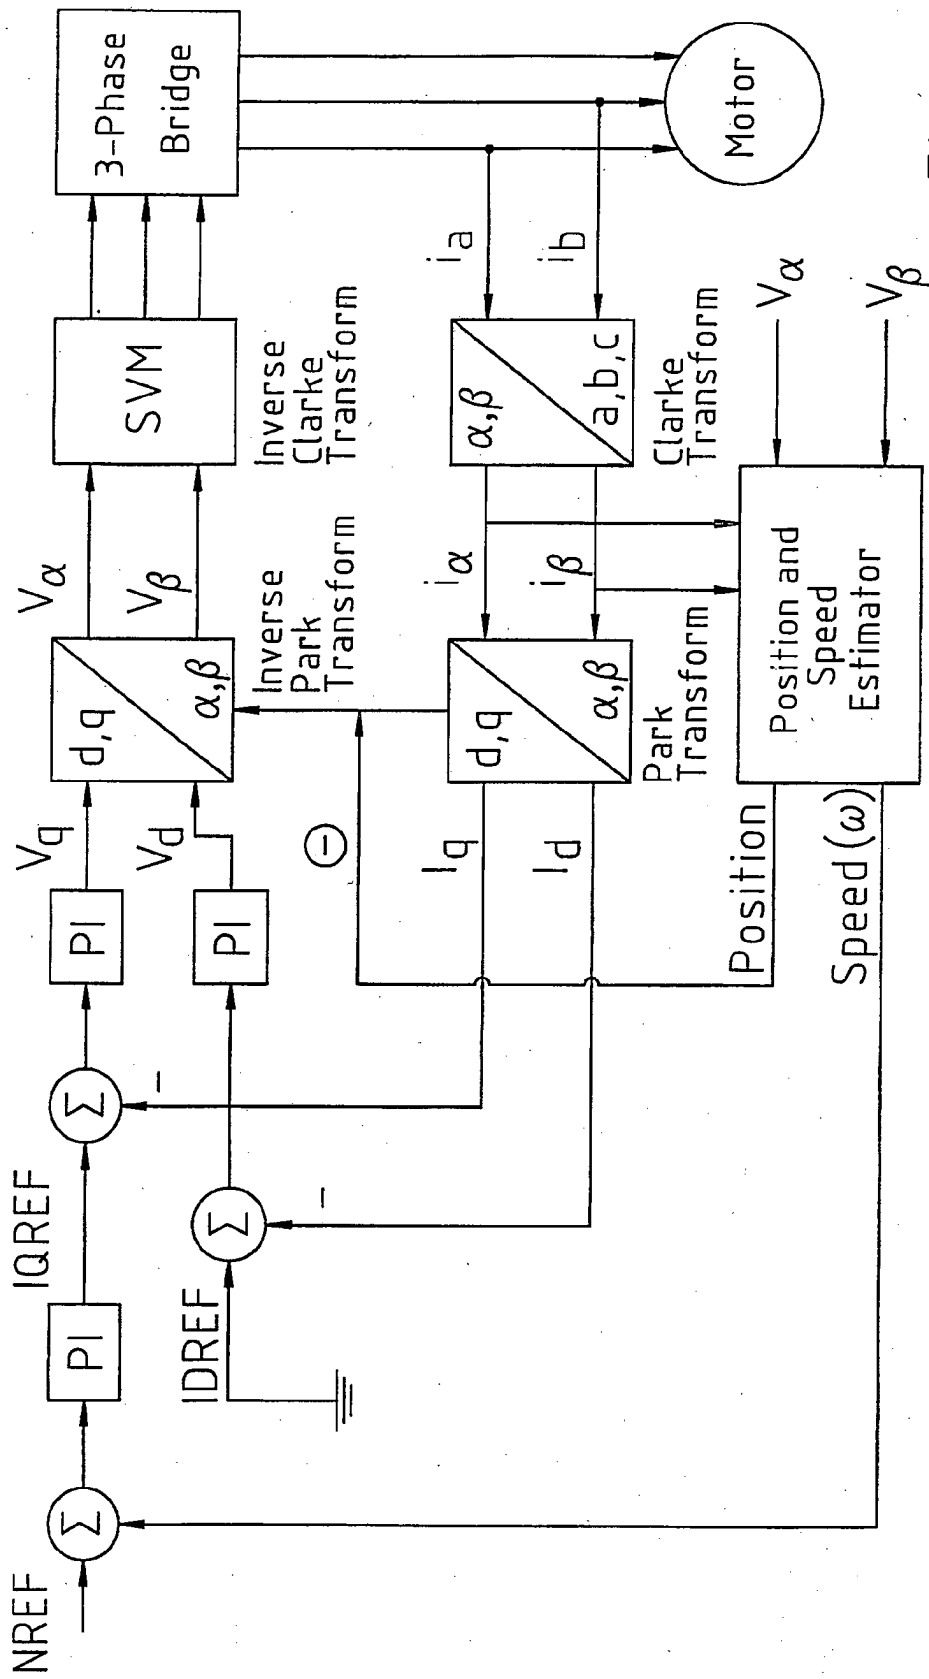 NREF
Σ
PI
IQREF
Σ
PI
Vq
d,q
α,β
Inverse
Park
Transform
Vα
Vβ
SVM
Inverse
Clarke
Transform
3-Phase
Bridge
IDREF
Σ
PI
Vd
-
-
⊖
Iq
Id
d,q
α,β
Park
Transform
iα
iβ
α,β
a,b,c
Clarke
Transform
ia
ib
Motor
Position
Speed(ω)
Position and
Speed
Estimator
Vα
Vβ